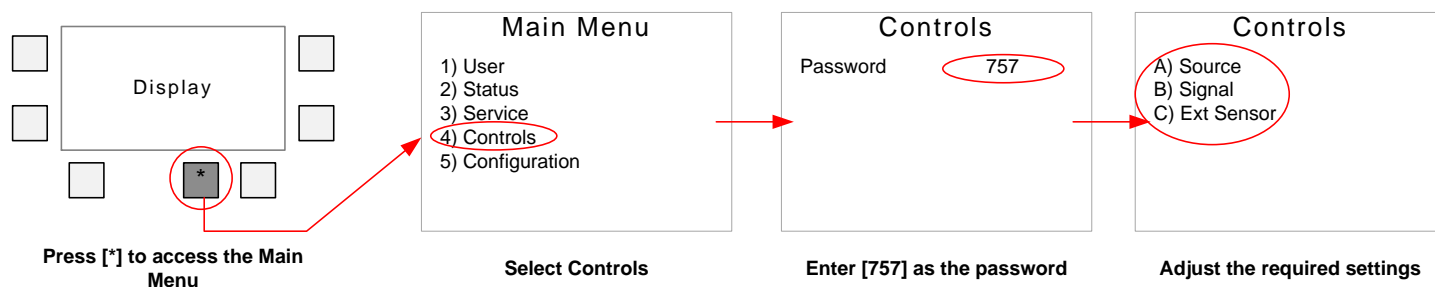 Display
*
Press [*] to access the Main
Menu
Main Menu
1) User
2) Status
3) Service
4) Controls
5) Configuration
Select Controls
Controls
Password 757
Enter [757] as the password
Controls
A) Source
B) Signal
C) Ext Sensor
Adjust the required settings